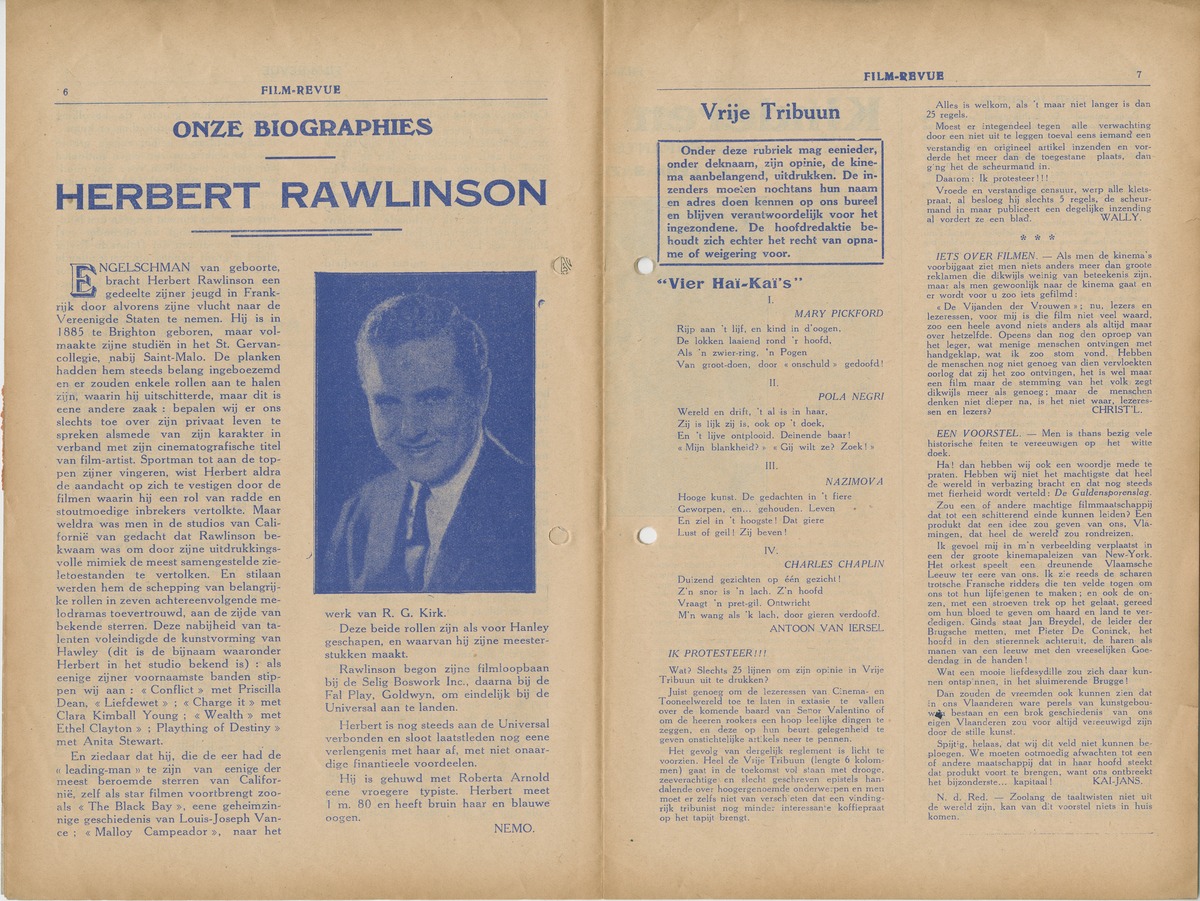 6
FILM-REVUE
ONZE BIOGRAPHIES
HERBERT RAWLINSON
ENGELSCHMAN van geboorte,
bracht Herbert Rawlinson een
gedeelte zijner jeugd in Frank-
rijk door alvorens zijne vlucht naar de
Vereenigde Staten te nemen. Hij is in
1885 te Brighton geboren, maar vol-
maakte zijne studiën in het St. Gervan-
collegie, nabij Saint-Malo. De planken
hadden hem steeds belang ingeboezemd
en er zouden enkele rollen aan te halen
zijn, waarin hij uitschitterde, maar dit is
eene andere zaak : bepalen wij er ons
slechts toe over zijn privaat leven te
spreken alsmede van zijn karakter in
verband met zijn cinematografische titel
van film-artist. Sportman tot aan de top-
pen zijner vingeren, wist Herbert aldra
de aandacht op zich te vestigen door de
filmen waarin hij een rol van radde en
stoutmoedige inbrekers vertolkte. Maar
weldra was men in de studios van Cali-
fornië van gedacht dat Rawlinson be-
kwaam was om door zijne uitdrukkings-
volle mimiek de meest samengestelde zie-
letoestanden te vertolken. En stilaan
werden hem de schepping van belangrij-
ke rollen in zeven achtereenvolgende me-
lodramas toevertrouwd, aan de zijde van
bekende sterren. Deze nabijheid van ta-
lenten voleindigde de kunstvorming van
Hawley (dit is de bijnaam waaronder
Herbert in het studio bekend is) : als
eenige zijner voornaamste banden stip-
pen wij aan : « Conflict » met Priscilla
Dean, « Liefdewet » ; « Charge it » met
Clara Kimball Young ; « Wealth » met
Ethel Clayton » ; Plaything of Destiny »
met Anita Stewart.
En ziedaar dat hij, die de eer had de
« leading-man » te zijn van eenige der
meest beroemde sterren van Califor-
nië, zelf als star filmen voortbrengt zoo-
als « The Black Bay », eene geheimzin-
nige geschiedenis van Louis-Joseph Van-
ce ; « Malloy Campeador », naar het
werk van R. G. Kirk.
Deze beide rollen zijn als voor Hanley
geschapen, en waarvan hij zijne meester-
stukken maakt.
Rawlinson begon zijne filmloopbaan
bij de Selig Boswork Inc., daarna bij de
Fal Play, Goldwyn, om eindelijk bij de
Universal aan te landen.
Herbert is nog steeds aan de Universal
verbonden en sloot laatstleden nog eene
verlengenis met haar af, met niet onaar-
dige finantieele voordeelen.
Hij is gehuwd met Roberta Arnold
eene vroegere typiste. Herbert meet
1 m. 80 en heeft bruin haar en blauwe
oogen.
NEMO.
FILM-REVUE
7
Vrije Tribuun
Onder deze rubriek mag eenieder,
onder deknaam, zijn opinie, de kine-
ma aanbelangend, uitdrukken. De in-
zenders moeten nochtans hun naam
en adres doen kennen op ons bureel
en blijven verantwoordelijk voor het
ingezondene. De hoofdredaktie be-
houdt zich echter het recht van opna-
me of weigering voor.
“Vier Haï-Kaï's”
I.
MARY PICKFORD
Rijp aan 't lijf, en kind in d'oogen,
De lokken laaiend rond 'r hoofd,
Als 'n zwier-ring, 'n Pogen
Van groot-doen, door « onschuld » gedoofd!
II.
POLA NEGRI
Wereld en drift, 't al is in haar,
Zij is lijk zij is, ook op 't doek,
En 't lijve ontplooid. Deinende baar!
« Mijn blankheid? » « Gij wilt ze? Zoek! »
III.
NAZIMOVA
Hooge kunst. De gedachten in 't fiere
Geworpen, en... gehouden. Leven
En ziel in 't hoogste! Dat giere
Lust of geil! Zij beven!
IV.
CHARLES CHAPLIN
Duizend gezichten op één gezicht!
Z'n snor is 'n lach. Z'n hoofd
Vraagt 'n pret-gil. Ontwricht
M'n wang als 'k lach, door gieren verdoofd.
ANTOON VAN IERSEL
IK PROTESTEER!!!
Wat? Slechts 25 lijnen om zijn opinie in Vrije
Tribuun uit te drukken?
Juist genoeg om de lezeressen van Cinema- en
Tooneelwereld toe te laten in extasie te vallen
over de komende baard van Señor Valentino of
om de heeren rookers een hoop leelijke dingen te
zeggen, en deze op hun beurt gelegenheid te
geven onstichtelijke artikels neer te pennen.
Het gevolg van dergelijk reglement is licht te
voorzien. Heel de Vrije Tribuun (lengte 6 kolom-
men) gaat in de toekomst vol staan met drooge,
zeeverachtige en slecht geschreven epistels han-
dalende over hoogergenoemde onderwerpen en men
moet er zelfs niet van verschieten dat een vinding-
rijk tribunist nog minder interessante koffiepraat
op het tapijt brengt.
Alles is welkom, als 't maar niet langer is dan
25 regels.
Moest er integendeel tegen alle verwachting
door een niet uit te leggen toeval eens iemand een
verstandig en origineel artikel inzenden en vor-
derde het meer dan de toegestane plaats, dan
ging het de scheurmand in.
Daarom: Ik protesteer!!!
Vroede en verstandige censuur, werp alle klets-
praat, al besloeg hij slechts 5 regels, de scheur-
mand in maar publiceert een degelijke inzending
al vordert ze een blad. WALLY.
* * *
IETS OVER FILMEN. — Als men de kinema's
voorbijgaat ziet men niets anders meer dan groote
reklamen die dikwijls weinig van beteekenis zijn,
maar als men gewoonlijk naar de kinema gaat en
er wordt voor u zoo iets gefilmd :
« De Vijanden der Vrouwen » ; nu, lezers en
lezeressen, voor mij is die film niet veel waard,
zoo een heele avond niets anders als altijd maar
over hetzelfde. Opeens dan nog den oproep van
het leger, wat menige menschen ontvingen met
handgeklap, wat ik zoo stom vond. Hebben
de menschen nog niet genoeg van dien vervloekten
oorlog dat zij het zoo ontvingen, het is wel maar
een film maar de stemming van het volk zegt
dikwijls meer als genoeg; maar de menschen
denken niet dieper na, is het niet waar, lezeres-
sen en lezers? CHRIST'L.
EEN VOORSTEL. — Men is thans bezig vele
historische feiten te vereeuwigen op het witte
doek.
Ha! dan hebben wij ook een woordje mede te
praten. Hebben wij niet het machtigste dat heel
de wereld in verbazing bracht en dat nog steeds
met fierheid wordt verteld : De Guldensporenslag.
Zou een of andere machtige filmmaatschappij
dat tot een schitterend einde kunnen leiden? Een
produkt dat een idee zou geven van ons, Vla-
mingen, dat heel de wereld zou rondreizen.
Ik gevoel mij in m'n verbeelding verplaatst in
een der groote kinemapaleizen van New-York.
Het orkest speelt een dreunende Vlaamsche
Leeuw ter eere van ons. Ik zie reeds de scharen
trotsche Fransche ridders die ten velde togen om
ons tot hun lijfeigenen te maken ; en ook de on-
zen, met een stroeven trek op het gelaat, gereed
om hun bloed te geven om haard en land te ver-
dedigen. Ginds staat Jan Breydel, de leider der
Brugsche metten, met Pieter De Coninck, het
hoofd in den stierennek achteruit, de haren als
manen van een leeuw met den vreeselijken Goe-
dendag in de handen!
Wat een mooie liefdesydille zou zich daar kun-
nen ontspinnen, in het sluimerende Brugge!
Dan zouden de vreemden ook kunnen zien dat
in ons Vlaanderen ware perels van kunstgebou-
wen bestaan en een brok geschiedenis van ons
eigen Vlaanderen zou voor altijd vereeuwigd zijn
door de stille kunst.
Spijtig, helaas, dat wij dit veld niet kunnen be-
ploegen. We moeten ootmoedig afwachten tot een
of andere maatschappij dat in haar hoofd steekt
dat produkt voort te brengen, want ons ontbreekt
het bijzonderste... kapitaal! KAI-JANS.
N. d. Red. — Zoolang de taaltwisten niet uit
de wereld zijn, kan van dit voorstel niets in huis
komen.